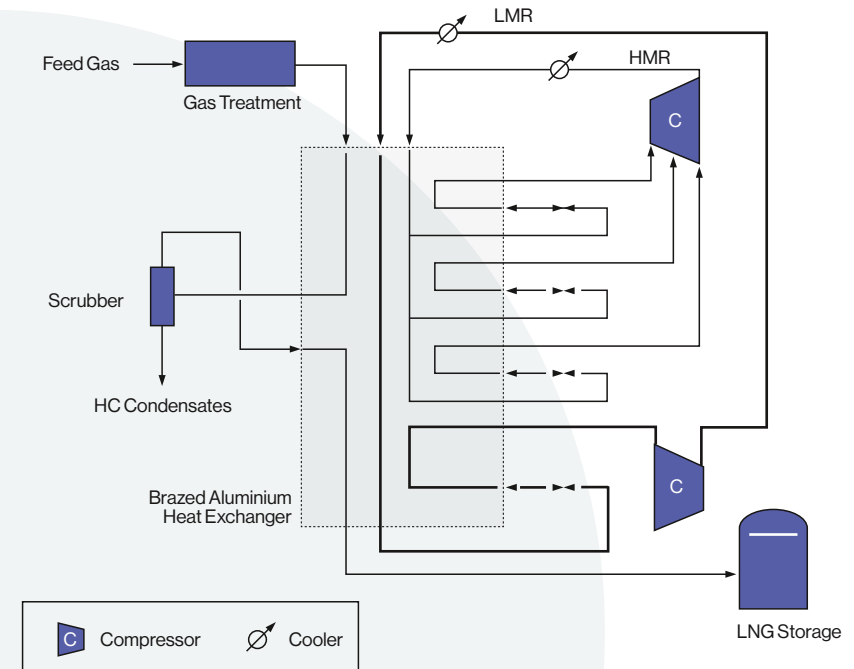 LMR
Feed Gas
HMR
Gas Treatment
C
Scrubber
HC Condensates
C
Brazed Aluminium
Heat Exchanger
C
Compressor
Cooler
LNG Storage